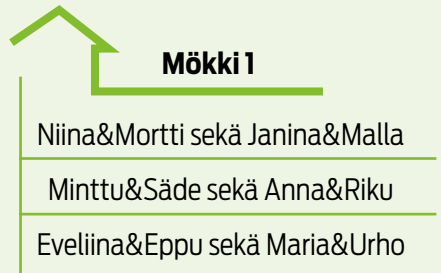 Mökki 1
Niina&Mortti sekä Janina&Malla
Minttu&Säde sekä Anna&Riku
Eveliina&Eppu sekä Maria&Urho